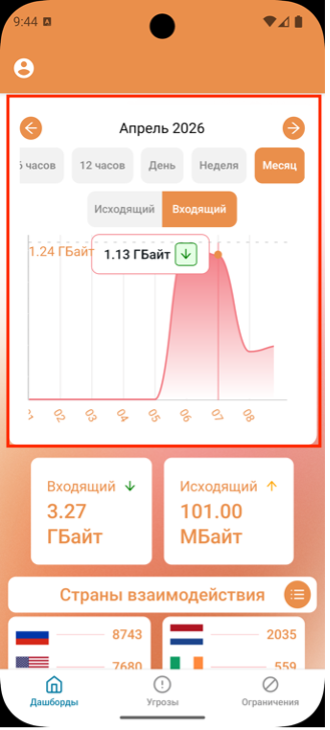 9:44 A
Апрель 2026
6 часов
12 часов
День
Неделя
Месяц
Исходящий
Входящий
1.24 ГБайт
1.13 ГБайт
02
03
04
05
06
07
08
Входящий
3.27
ГБайт
Исходящий
101.00
МБайт
Страны взаимодействия
8743
2035
7680
559
Дашборды
Угрозы
Ограничения